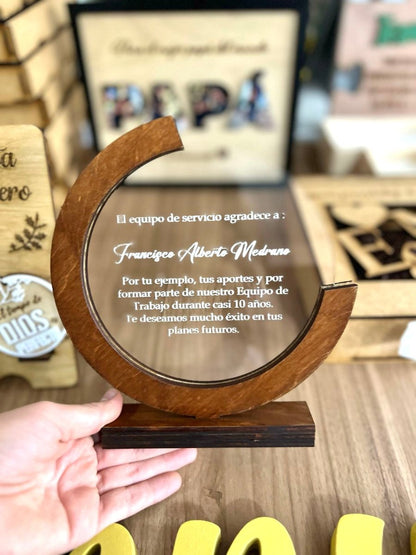 PAPÁ
El equipo de servicio agradece a :
Francisco Alberto Medrano
Por tu ejemplo, tus aportes y por
formar parte de nuestro Equipo de
Trabajo durante casi 10 años.
Te deseamos mucho éxito en tus
planes futuros.
DIOS